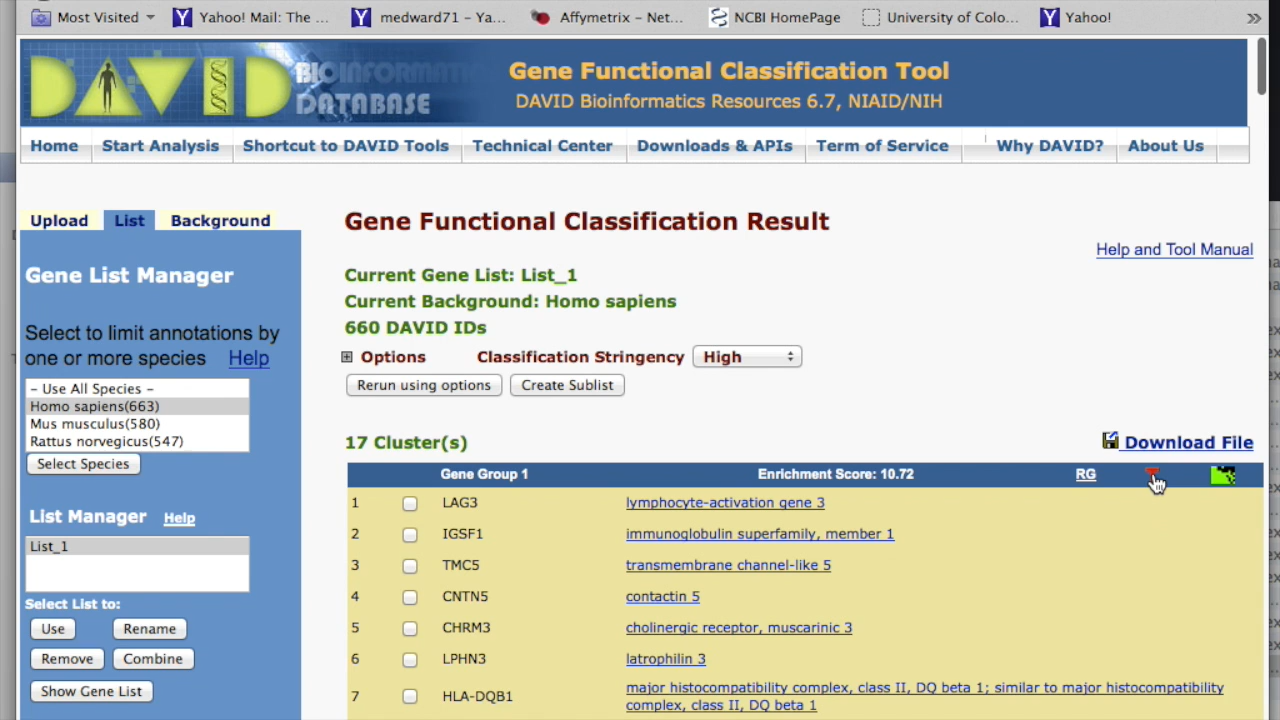 Most Visited
Yahoo! Mail: The ...
medward71 – Ya...
Affymetrix – Net...
NCBI HomePage
University of Colo...
Yahoo!
»
DAVID BIOINFORMATICS DATABASE
Gene Functional Classification Tool
DAVID Bioinformatics Resources 6.7, NIAID/NIH
Home
Start Analysis
Shortcut to DAVID Tools
Technical Center
Downloads & APIs
Term of Service
Why DAVID?
About Us
Upload
List
Background
Gene Functional Classification Result
Help and Tool Manual
Gene List Manager
Current Gene List: List_1
Current Background: Homo sapiens
660 DAVID IDs
Select to limit annotations by
one or more species Help
Options
Classification Stringency
High
Rerun using options
Create Sublist
– Use All Species –
Homo sapiens(663)
Mus musculus(580)
Rattus norvegicus(547)
Select Species
17 Cluster(s)
Download File
Gene Group 1
Enrichment Score: 10.72
RG
1 LAG3 lymphocyte-activation gene 3
2 IGSF1 immunoglobulin superfamily, member 1
3 TMC5 transmembrane channel-like 5
4 CNTN5 contactin 5
5 CHRM3 cholinergic receptor, muscarinic 3
6 LPHN3 latrophilin 3
7 HLA-DQB1 major histocompatibility complex, class II, DQ beta 1; similar to major histocompatibility
complex, class II, DQ beta 1
List Manager Help
List_1
Select List to:
Use
Rename
Remove
Combine
Show Gene List